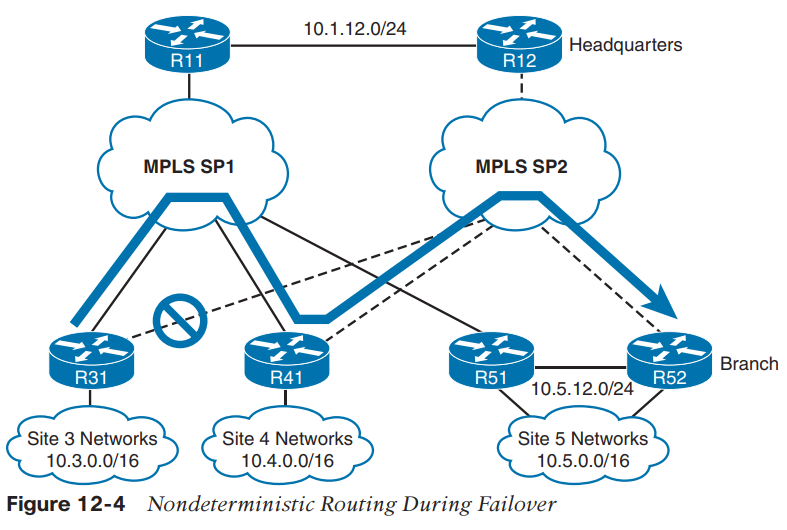 10.1.12.0/24
R11
R12
Headquarters
MPLS SP1
MPLS SP2
R31
R41
R51
10.5.12.0/24
R52
Branch
Site 3 Networks
10.3.0.0/16
Site 4 Networks
10.4.0.0/16
Site 5 Networks
10.5.0.0/16
Figure 12-4 Nondeterministic Routing During Failover